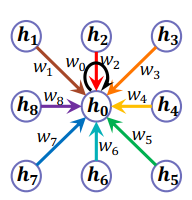 h₁ h₂ h₃
w₁ w₀ w₂ w₃
h₈ w₈ h₀ w₄ h₄
w₇ w₆ w₅
h₇ h₆ h₅